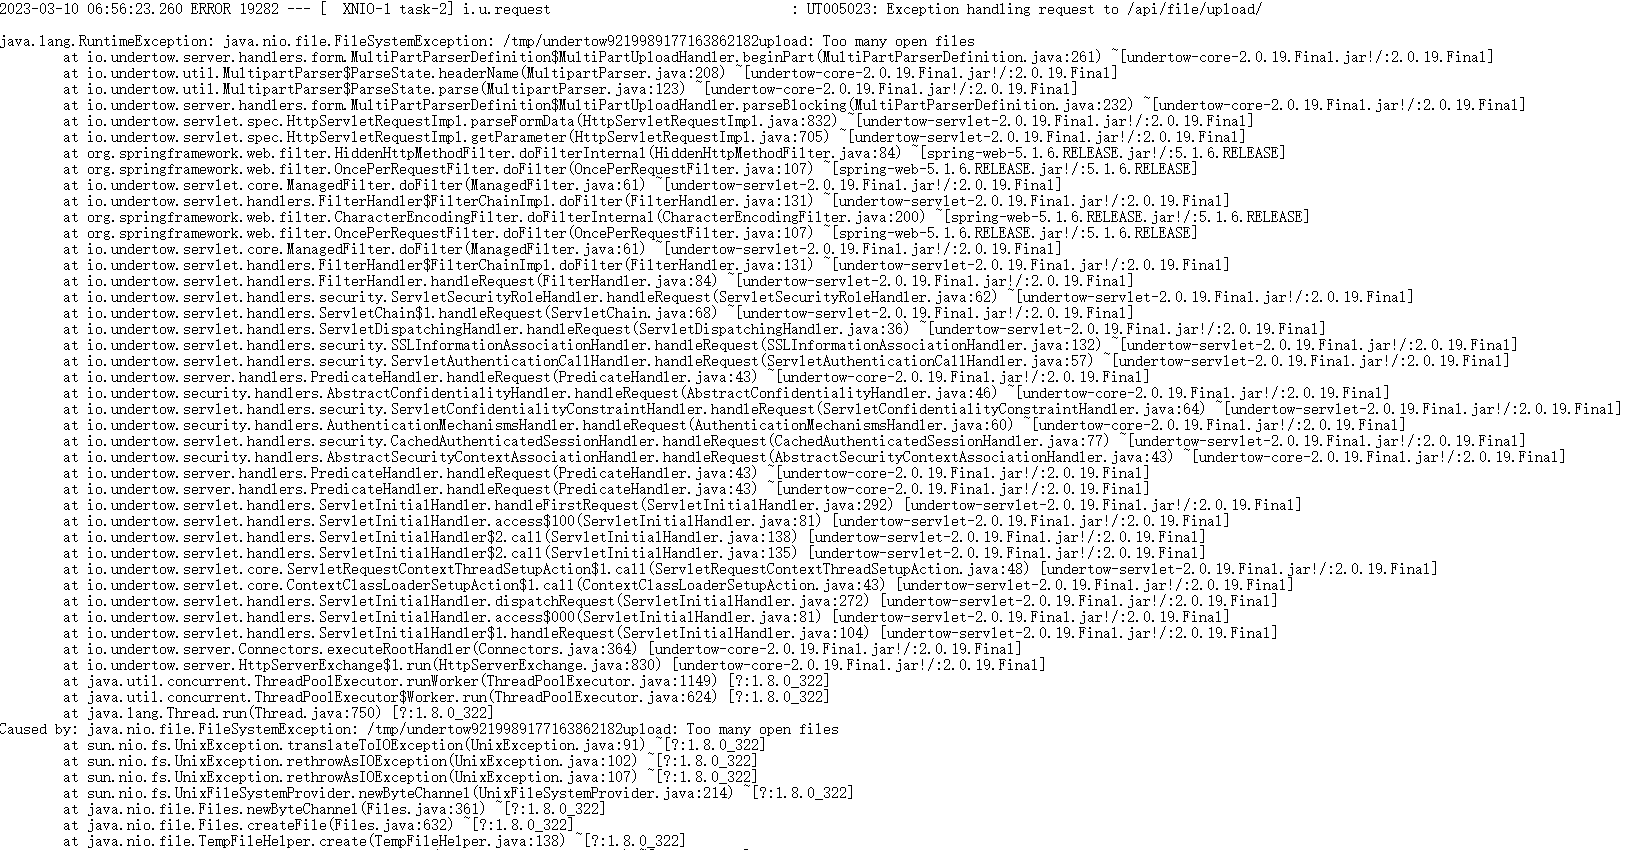 2023-03-10 06:56:23.260 ERROR 19282 --- [  XNIO-1 task-2] i.u.request                              : UT005023: Exception handling request to /api/file/upload/
java.lang.RuntimeException: java.nio.file.FileSystemException: /tmp/undertow9219989177163862182upload: Too many open files
at io.undertow.server.handlers.form.MultiPartParserDefinition$MultiPartUploadHandler.beginPart(MultiPartParserDefinition.java:261) ~[undertow-core-2.0.19.Final.jar!/:2.0.19.Final]
at io.undertow.util.MultipartParser$ParseState.headerName(MultipartParser.java:208) ~[undertow-core-2.0.19.Final.jar!/:2.0.19.Final]
at io.undertow.util.MultipartParser$ParseState.parse(MultipartParser.java:123) ~[undertow-core-2.0.19.Final.jar!/:2.0.19.Final]
at io.undertow.server.handlers.form.MultiPartParserDefinition$MultiPartUploadHandler.parseBlocking(MultiPartParserDefinition.java:232) ~[undertow-core-2.0.19.Final.jar!/:2.0.19.Final]
at io.undertow.servlet.spec.HttpServletRequestImpl.parseFormData(HttpServletRequestImpl.java:832) ~[undertow-servlet-2.0.19.Final.jar!/:2.0.19.Final]
at io.undertow.servlet.spec.HttpServletRequestImpl.getParameter(HttpServletRequestImpl.java:705) ~[undertow-servlet-2.0.19.Final.jar!/:2.0.19.Final]
at org.springframework.web.filter.HiddenHttpMethodFilter.doFilterInternal(HiddenHttpMethodFilter.java:84) ~[spring-web-5.1.6.RELEASE.jar!/:5.1.6.RELEASE]
at org.springframework.web.filter.OncePerRequestFilter.doFilter(OncePerRequestFilter.java:107) ~[spring-web-5.1.6.RELEASE.jar!/:5.1.6.RELEASE]
at io.undertow.servlet.core.ManagedFilter.doFilter(ManagedFilter.java:61) ~[undertow-servlet-2.0.19.Final.jar!/:2.0.19.Final]
at io.undertow.servlet.handlers.FilterHandler$FilterChainImpl.doFilter(FilterHandler.java:131) ~[undertow-servlet-2.0.19.Final.jar!/:2.0.19.Final]
at org.springframework.web.filter.CharacterEncodingFilter.doFilterInternal(CharacterEncodingFilter.java:200) ~[spring-web-5.1.6.RELEASE.jar!/:5.1.6.RELEASE]
at org.springframework.web.filter.OncePerRequestFilter.doFilter(OncePerRequestFilter.java:107) ~[spring-web-5.1.6.RELEASE.jar!/:5.1.6.RELEASE]
at io.undertow.servlet.core.ManagedFilter.doFilter(ManagedFilter.java:61) ~[undertow-servlet-2.0.19.Final.jar!/:2.0.19.Final]
at io.undertow.servlet.handlers.FilterHandler$FilterChainImpl.doFilter(FilterHandler.java:131) ~[undertow-servlet-2.0.19.Final.jar!/:2.0.19.Final]
at io.undertow.servlet.handlers.FilterHandler.handleRequest(FilterHandler.java:84) ~[undertow-servlet-2.0.19.Final.jar!/:2.0.19.Final]
at io.undertow.servlet.handlers.security.ServletSecurityRoleHandler.handleRequest(ServletSecurityRoleHandler.java:62) ~[undertow-servlet-2.0.19.Final.jar!/:2.0.19.Final]
at io.undertow.servlet.handlers.ServletChain$1.handleRequest(ServletChain.java:68) ~[undertow-servlet-2.0.19.Final.jar!/:2.0.19.Final]
at io.undertow.servlet.handlers.ServletDispatchingHandler.handleRequest(ServletDispatchingHandler.java:36) ~[undertow-servlet-2.0.19.Final.jar!/:2.0.19.Final]
at io.undertow.servlet.handlers.security.SSLInformationAssociationHandler.handleRequest(SSLInformationAssociationHandler.java:132) ~[undertow-servlet-2.0.19.Final.jar!/:2.0.19.Final]
at io.undertow.servlet.handlers.security.ServletAuthenticationCallHandler.handleRequest(ServletAuthenticationCallHandler.java:57) ~[undertow-servlet-2.0.19.Final.jar!/:2.0.19.Final]
at io.undertow.server.handlers.PredicateHandler.handleRequest(PredicateHandler.java:43) ~[undertow-core-2.0.19.Final.jar!/:2.0.19.Final]
at io.undertow.security.handlers.AbstractConfidentialityHandler.handleRequest(AbstractConfidentialityHandler.java:46) ~[undertow-core-2.0.19.Final.jar!/:2.0.19.Final]
at io.undertow.servlet.handlers.security.ServletConfidentialityConstraintHandler.handleRequest(ServletConfidentialityConstraintHandler.java:64) ~[undertow-servlet-2.0.19.Final.jar!/:2.0.19.Final]
at io.undertow.security.handlers.AuthenticationMechanismsHandler.handleRequest(AuthenticationMechanismsHandler.java:60) ~[undertow-core-2.0.19.Final.jar!/:2.0.19.Final]
at io.undertow.servlet.handlers.security.CachedAuthenticatedSessionHandler.handleRequest(CachedAuthenticatedSessionHandler.java:77) ~[undertow-servlet-2.0.19.Final.jar!/:2.0.19.Final]
at io.undertow.security.handlers.AbstractSecurityContextAssociationHandler.handleRequest(AbstractSecurityContextAssociationHandler.java:43) ~[undertow-core-2.0.19.Final.jar!/:2.0.19.Final]
at io.undertow.server.handlers.PredicateHandler.handleRequest(PredicateHandler.java:43) ~[undertow-core-2.0.19.Final.jar!/:2.0.19.Final]
at io.undertow.server.handlers.PredicateHandler.handleRequest(PredicateHandler.java:43) ~[undertow-core-2.0.19.Final.jar!/:2.0.19.Final]
at io.undertow.servlet.handlers.ServletInitialHandler.handleFirstRequest(ServletInitialHandler.java:292) [undertow-servlet-2.0.19.Final.jar!/:2.0.19.Final]
at io.undertow.servlet.handlers.ServletInitialHandler.access$100(ServletInitialHandler.java:81) [undertow-servlet-2.0.19.Final.jar!/:2.0.19.Final]
at io.undertow.servlet.handlers.ServletInitialHandler$2.call(ServletInitialHandler.java:138) [undertow-servlet-2.0.19.Final.jar!/:2.0.19.Final]
at io.undertow.servlet.handlers.ServletInitialHandler$2.call(ServletInitialHandler.java:135) [undertow-servlet-2.0.19.Final.jar!/:2.0.19.Final]
at io.undertow.servlet.core.ServletRequestContextThreadSetupAction$1.call(ServletRequestContextThreadSetupAction.java:48) [undertow-servlet-2.0.19.Final.jar!/:2.0.19.Final]
at io.undertow.servlet.core.ContextClassLoaderSetupAction$1.call(ContextClassLoaderSetupAction.java:43) [undertow-servlet-2.0.19.Final.jar!/:2.0.19.Final]
at io.undertow.servlet.handlers.ServletInitialHandler.dispatchRequest(ServletInitialHandler.java:272) [undertow-servlet-2.0.19.Final.jar!/:2.0.19.Final]
at io.undertow.servlet.handlers.ServletInitialHandler.access$000(ServletInitialHandler.java:81) [undertow-servlet-2.0.19.Final.jar!/:2.0.19.Final]
at io.undertow.servlet.handlers.ServletInitialHandler$1.handleRequest(ServletInitialHandler.java:104) [undertow-servlet-2.0.19.Final.jar!/:2.0.19.Final]
at io.undertow.server.Connectors.executeRootHandler(Connectors.java:364) [undertow-core-2.0.19.Final.jar!/:2.0.19.Final]
at io.undertow.server.HttpServerExchange$1.run(HttpServerExchange.java:830) [undertow-core-2.0.19.Final.jar!/:2.0.19.Final]
at java.util.concurrent.ThreadPoolExecutor.runWorker(ThreadPoolExecutor.java:1149) [?:1.8.0_322]
at java.util.concurrent.ThreadPoolExecutor$Worker.run(ThreadPoolExecutor.java:624) [?:1.8.0_322]
at java.lang.Thread.run(Thread.java:750) [?:1.8.0_322]
Caused by: java.nio.file.FileSystemException: /tmp/undertow9219989177163862182upload: Too many open files
at sun.nio.fs.UnixException.translateToIOException(UnixException.java:91) ~[?:1.8.0_322]
at sun.nio.fs.UnixException.rethrowAsIOException(UnixException.java:102) ~[?:1.8.0_322]
at sun.nio.fs.UnixException.rethrowAsIOException(UnixException.java:107) ~[?:1.8.0_322]
at sun.nio.fs.UnixFileSystemProvider.newByteChannel(UnixFileSystemProvider.java:214) ~[?:1.8.0_322]
at java.nio.file.Files.newByteChannel(Files.java:361) ~[?:1.8.0_322]
at java.nio.file.Files.createFile(Files.java:632) ~[?:1.8.0_322]
at java.nio.file.TempFileHelper.create(TempFileHelper.java:138) ~[?:1.8.0_322]